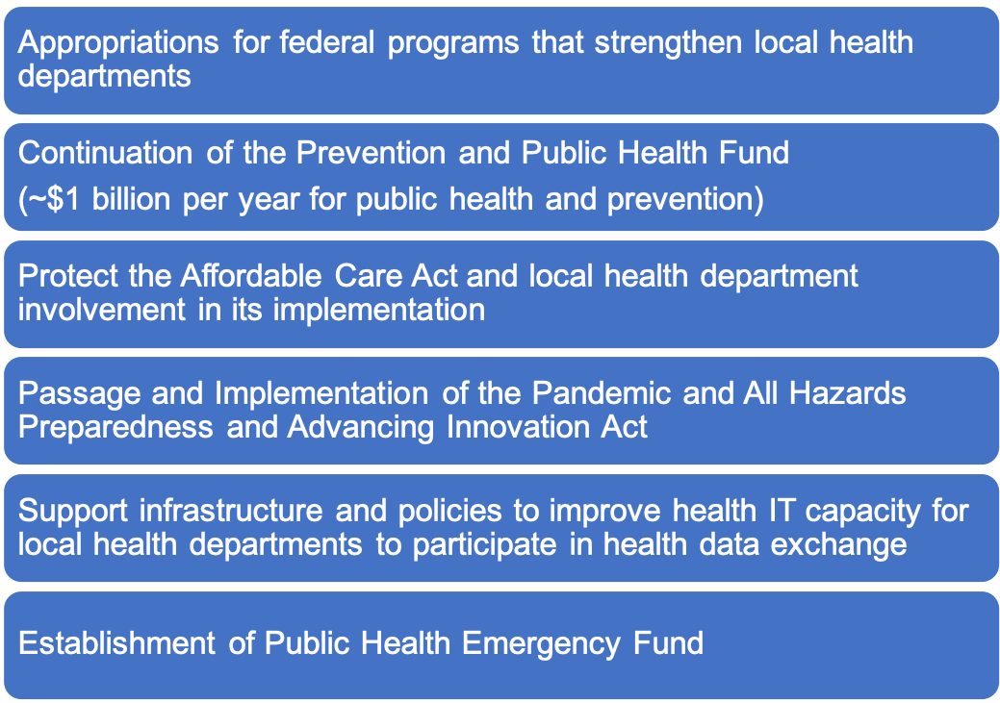 Appropriations for federal programs that strengthen local health
departments
Continuation of the Prevention and Public Health Fund
(~$1 billion per year for public health and prevention)
Protect the Affordable Care Act and local health department
involvement in its implementation
Passage and Implementation of the Pandemic and All Hazards
Preparedness and Advancing Innovation Act
Support infrastructure and policies to improve health IT capacity for
local health departments to participate in health data exchange
Establishment of Public Health Emergency Fund